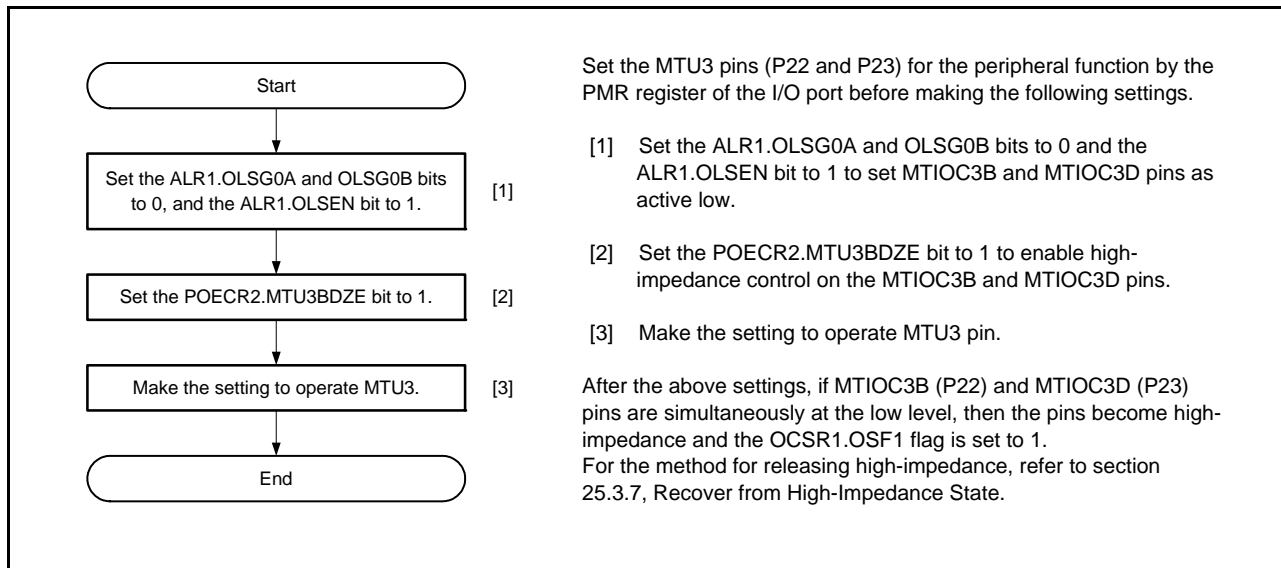 Start
Set the ALR1.OLSG0A and OLSG0B bits
to 0, and the ALR1.OLSEN bit to 1.
[1]
Set the POECR2.MTU3BDZE bit to 1.
[2]
Make the setting to operate MTU3.
[3]
End
Set the MTU3 pins (P22 and P23) for the peripheral function by the
PMR register of the I/O port before making the following settings.
[1] Set the ALR1.OLSG0A and OLSG0B bits to 0 and the
ALR1.OLSEN bit to 1 to set MTIOC3B and MTIOC3D pins as
active low.
[2] Set the POECR2.MTU3BDZE bit to 1 to enable high-
impedance control on the MTIOC3B and MTIOC3D pins.
[3] Make the setting to operate MTU3 pin.
After the above settings, if MTIOC3B (P22) and MTIOC3D (P23)
pins are simultaneously at the low level, then the pins become high-
impedance and the OCSR1.OSF1 flag is set to 1.
For the method for releasing high-impedance, refer to section
25.3.7, Recover from High-Impedance State.